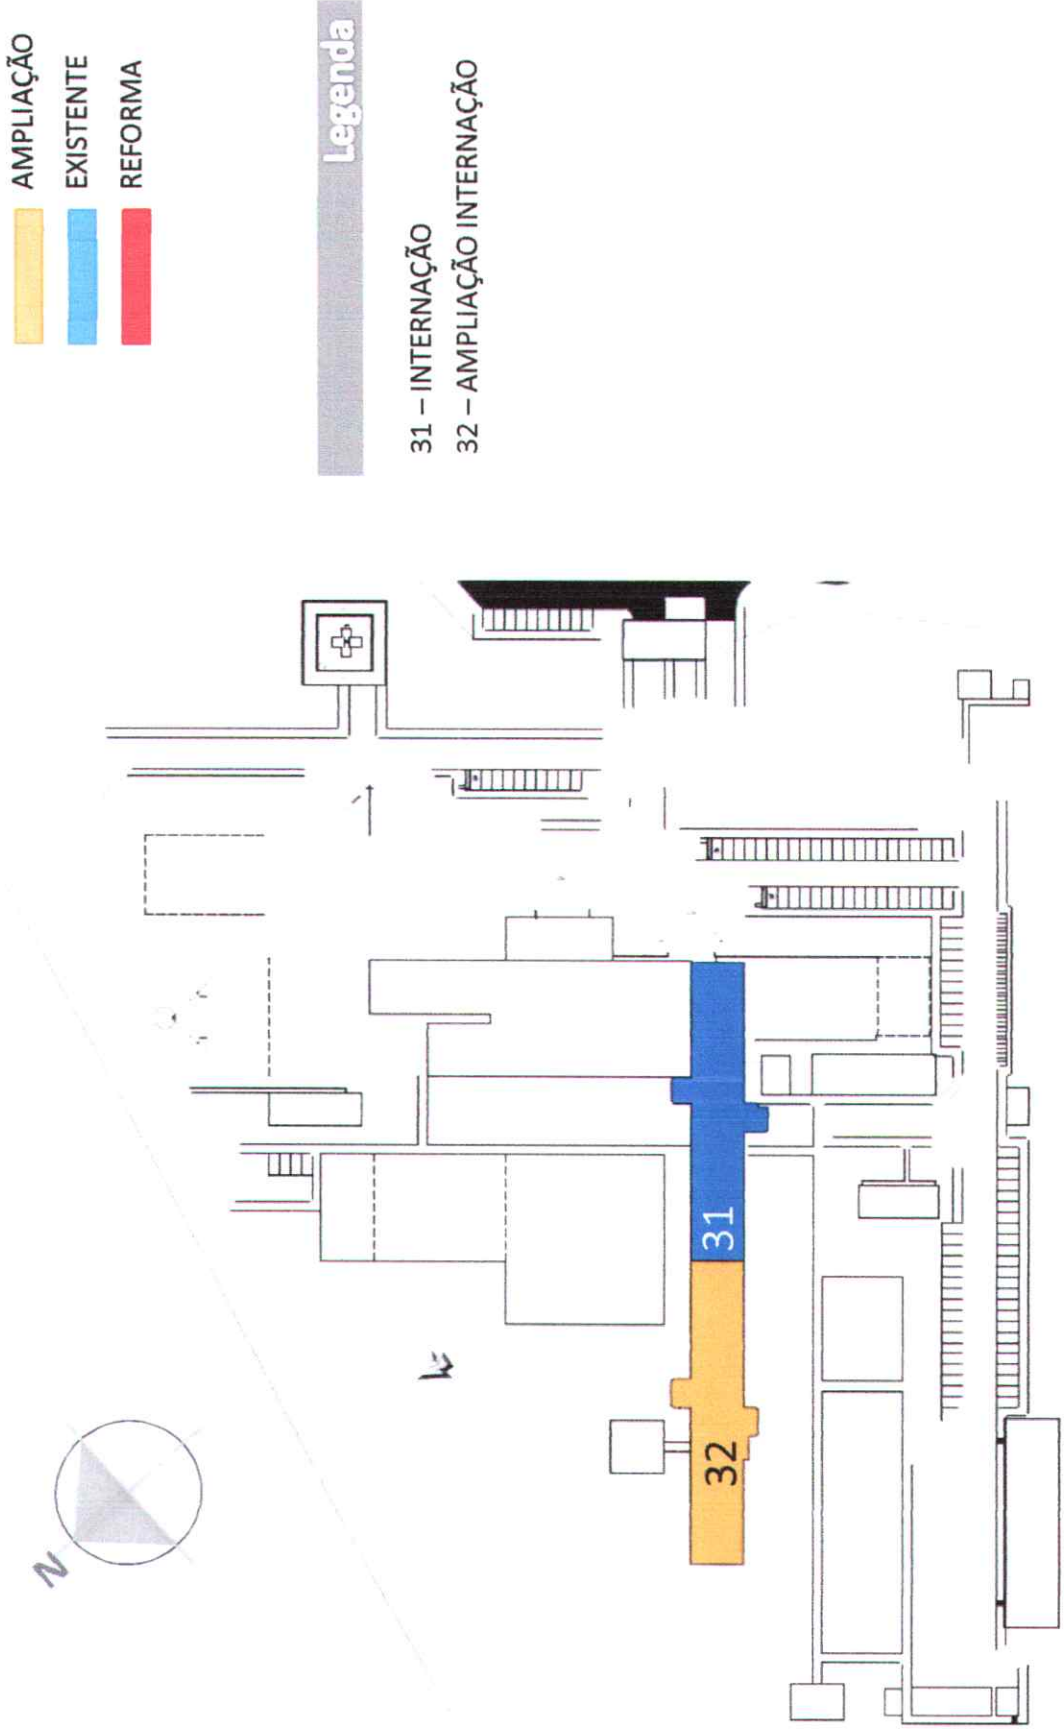 AMPLIAÇÃO
EXISTENTE
REFORMA
Legenda
31 – INTERNAÇÃO
32 – AMPLIAÇÃO INTERNAÇÃO
N
31
32